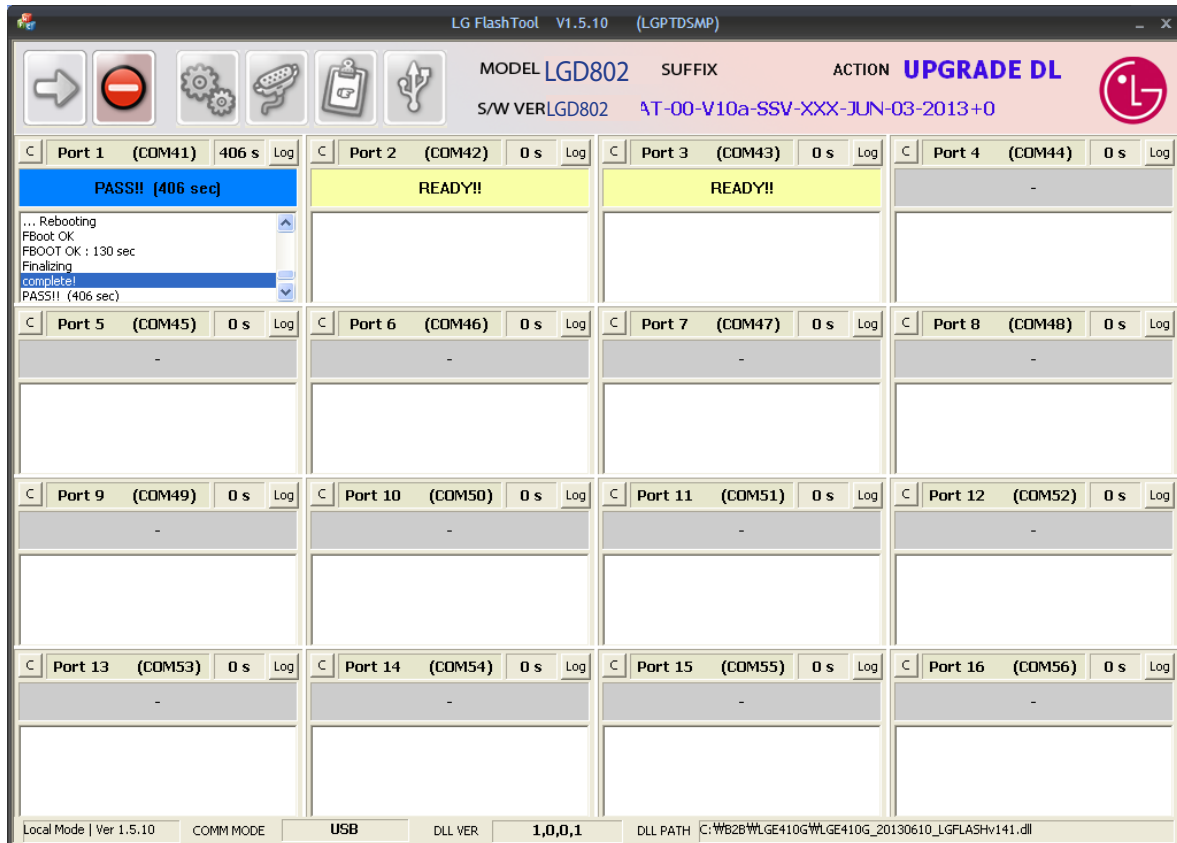 LG FlashTool V1.5.10 (LGPTDSMP)
MODEL LGD802 SUFFIX ACTION UPGRADE DL
S/W VER LGD802 AT-00-V10a-SSV-XXX-JUN-03-2013+0
C Port 1 (COM41) 406 s Log C Port 2 (COM42) 0 s Log C Port 3 (COM43) 0 s Log C Port 4 (COM44) 0 s Log
PASS!! (406 sec) READY!! READY!! -
... Rebooting
FBoot OK
FBOOT OK : 130 sec
Finalizing
complete!
PASS!! (406 sec)
C Port 5 (COM45) 0 s Log C Port 6 (COM46) 0 s Log C Port 7 (COM47) 0 s Log C Port 8 (COM48) 0 s Log
- - - -
C Port 9 (COM49) 0 s Log C Port 10 (COM50) 0 s Log C Port 11 (COM51) 0 s Log C Port 12 (COM52) 0 s Log
- - - -
C Port 13 (COM53) 0 s Log C Port 14 (COM54) 0 s Log C Port 15 (COM55) 0 s Log C Port 16 (COM56) 0 s Log
- - - -
Local Mode | Ver 1.5.10 COMM MODE USB DLL VER 1,0,0,1 DLL PATH C:₩B2B₩LGE410G₩LGE410G_20130610_LGFLASHv141.dll